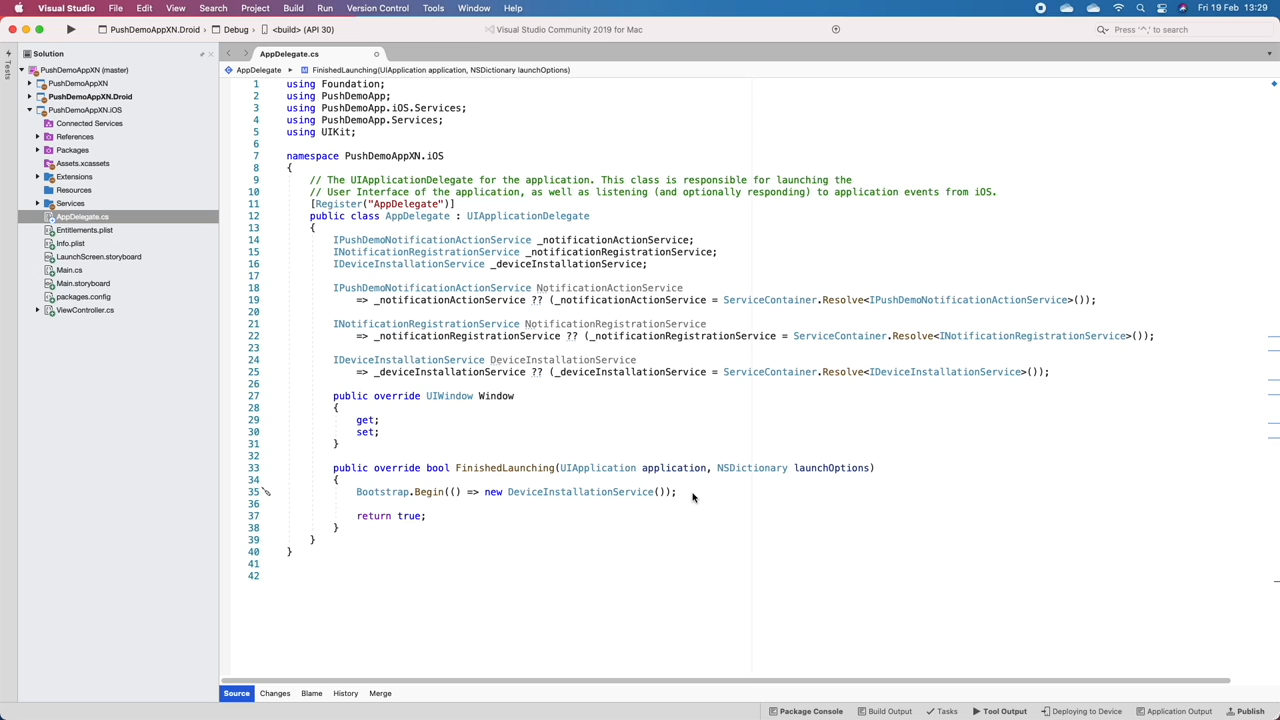 Visual Studio File Edit View Search Project Build Run Version Control Tools Window Help Fri 19 Feb 13:29
PushDemoAppXN.Droid Debug <build> (API 30) Visual Studio Community 2019 for Mac Press '^,' to search
Tests
Solution
PushDemoAppXN (master)
PushDemoAppXN
PushDemoAppXN.Droid
PushDemoAppXN.iOS
Connected Services
References
Packages
Assets.xcassets
Extensions
Resources
Services
AppDelegate.cs
Entitlements.plist
Info.plist
LaunchScreen.storyboard
Main.cs
Main.storyboard
packages.config
ViewController.cs
AppDelegate.cs
AppDelegate FinishedLaunching(UIApplication application, NSDictionary launchOptions)
1 using Foundation;
2 using PushDemoApp;
3 using PushDemoApp.iOS.Services;
4 using PushDemoApp.Services;
5 using UIKit;
6
7 namespace PushDemoAppXN.iOS
8 {
9 // The UIApplicationDelegate for the application. This class is responsible for launching the
10 // User Interface of the application, as well as listening (and optionally responding) to application events from iOS.
11 [Register("AppDelegate")]
12 public class AppDelegate : UIApplicationDelegate
13 {
14 IPushDemoNotificationActionService _notificationActionService;
15 INotificationRegistrationService _notificationRegistrationService;
16 IDeviceInstallationService _deviceInstallationService;
17
18 IPushDemoNotificationActionService NotificationActionService
19 => _notificationActionService ?? (_notificationActionService = ServiceContainer.Resolve<IPushDemoNotificationActionService>());
20
21 INotificationRegistrationService NotificationRegistrationService
22 => _notificationRegistrationService ?? (_notificationRegistrationService = ServiceContainer.Resolve<INotificationRegistrationService>());
23
24 IDeviceInstallationService DeviceInstallationService
25 => _deviceInstallationService ?? (_deviceInstallationService = ServiceContainer.Resolve<IDeviceInstallationService>());
26
27 public override UIWindow Window
28 {
29 get;
30 set;
31 }
32
33 public override bool FinishedLaunching(UIApplication application, NSDictionary launchOptions)
34 {
35 Bootstrap.Begin(() => new DeviceInstallationService());
36
37 return true;
38 }
39 }
40 }
41
42
Source Changes Blame History Merge
Package Console Build Output Tasks Tool Output Deploying to Device Application Output Publish